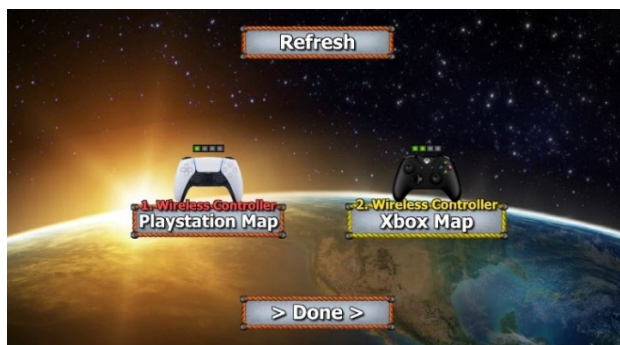 Refresh
1. Wireless Controller
Playstation Map
2. Wireless Controller
Xbox Map
> Done >